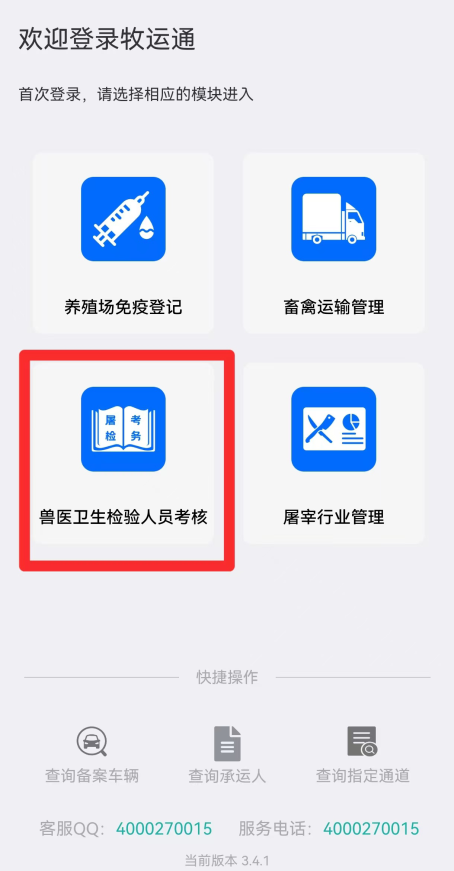 欢迎登录牧运通
首次登录，请选择相应的模块进入
养殖场免疫登记
畜禽运输管理
屠 考
检 务
兽医卫生检验人员考核
屠宰行业管理
快捷操作
查询备案车辆
查询承运人
查询指定通道
客服QQ：4000270015 服务电话：4000270015
当前版本 3.4.1